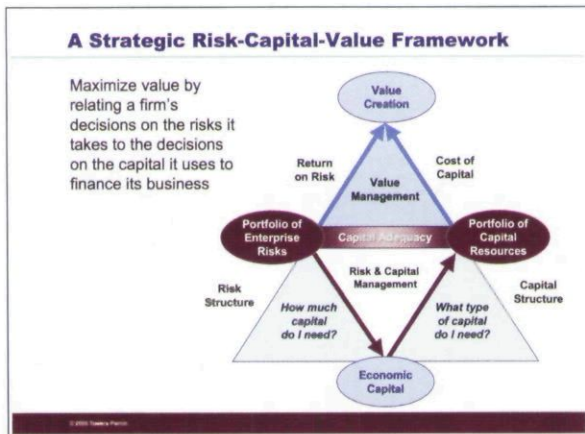 A Strategic Risk-Capital-Value Framework
Maximize value by
relating a firm's
decisions on the risks it
takes to the decisions
on the capital it uses to
finance its business
Value
Creation
Return
on Risk
Cost of
Capital
Value
Management
Portfolio of
Enterprise
Risks
Capital Adequacy
Portfolio of
Capital
Resources
Risk & Capital
Management
Risk
Structure
Capital
Structure
How much
capital
do I need?
What type
of capital
do I need?
Economic
Capital
Towers Perrin